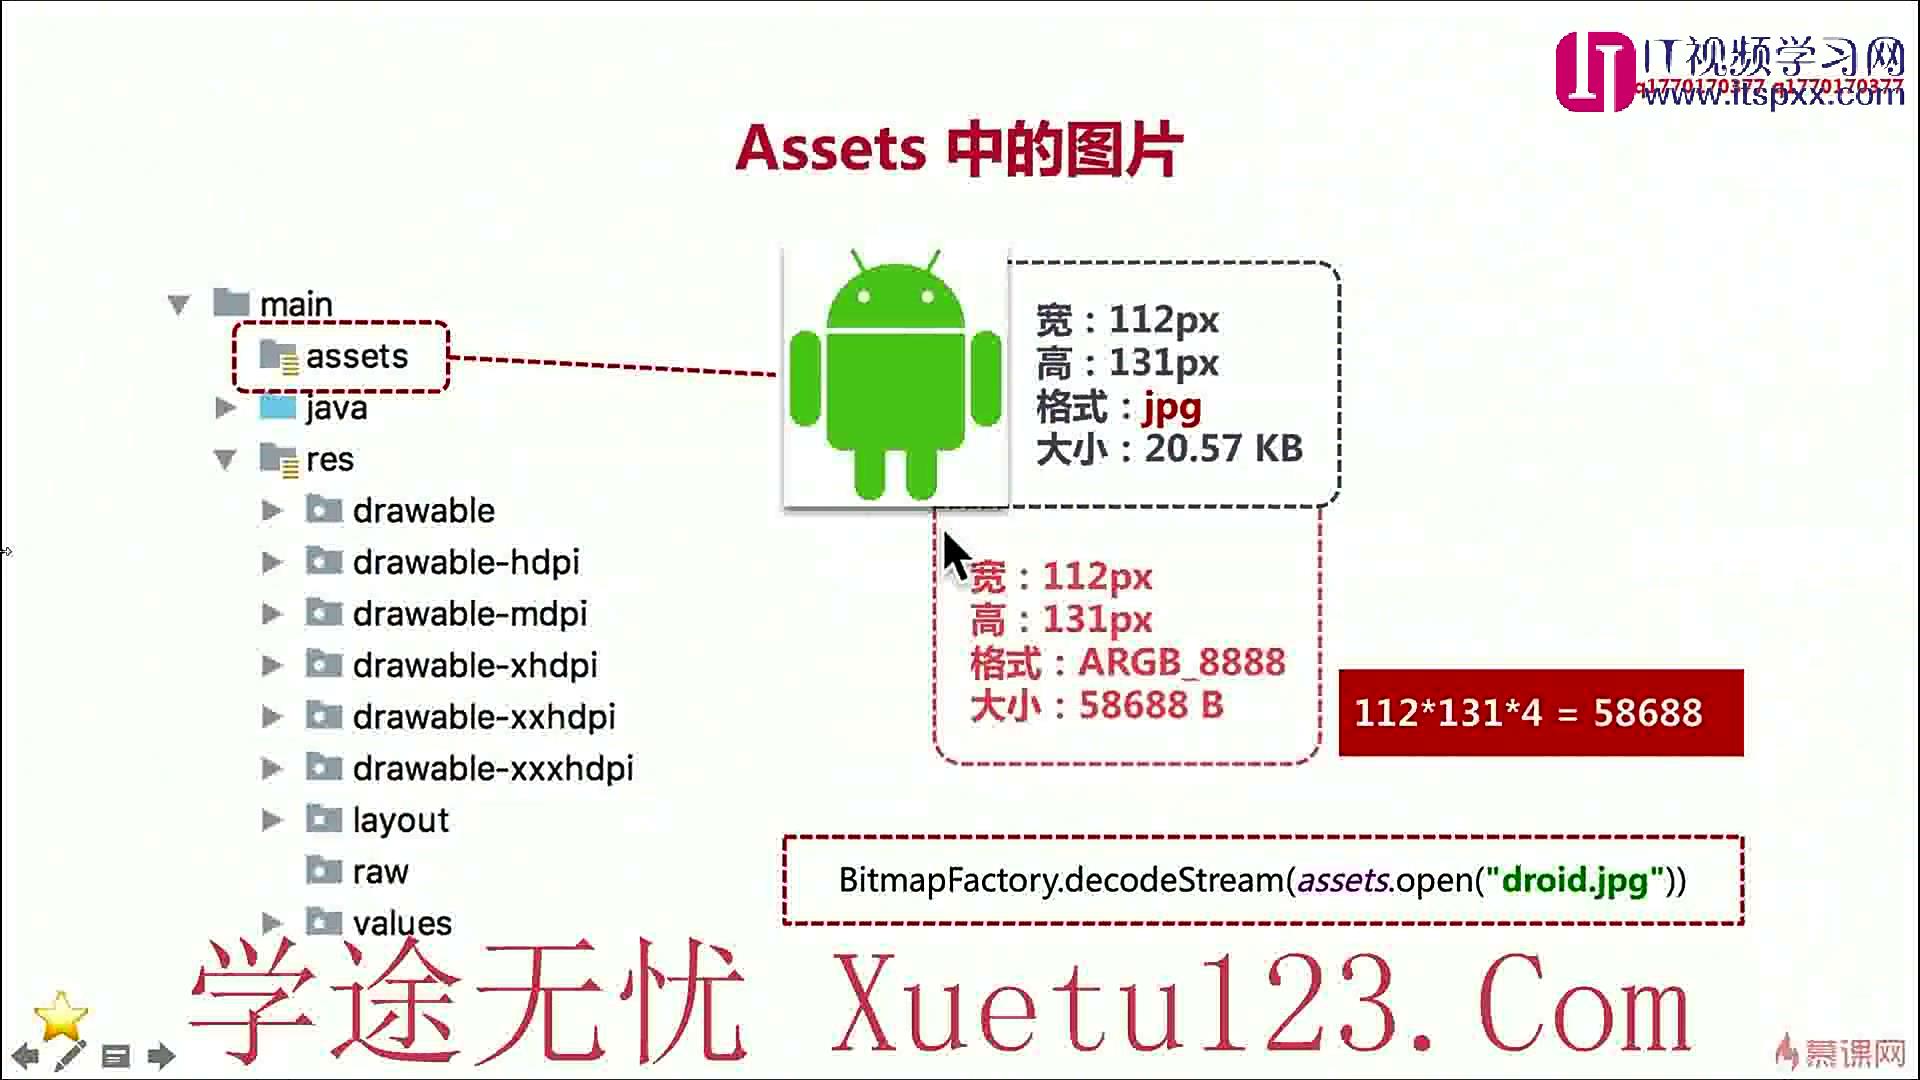 IT视频学习网
q1770170377 q1770170377
www.itspxx.com
Assets 中的图片
main
assets
java
res
drawable
drawable-hdpi
drawable-mdpi
drawable-xhdpi
drawable-xxhdpi
drawable-xxxhdpi
layout
raw
values
宽：112px
高：131px
格式：jpg
大小：20.57 KB
宽：112px
高：131px
格式：ARGB_8888
大小：58688 B
112*131*4 = 58688
BitmapFactory.decodeStream(assets.open("droid.jpg"))
学途无忧 Xuetu123.Com
慕课网